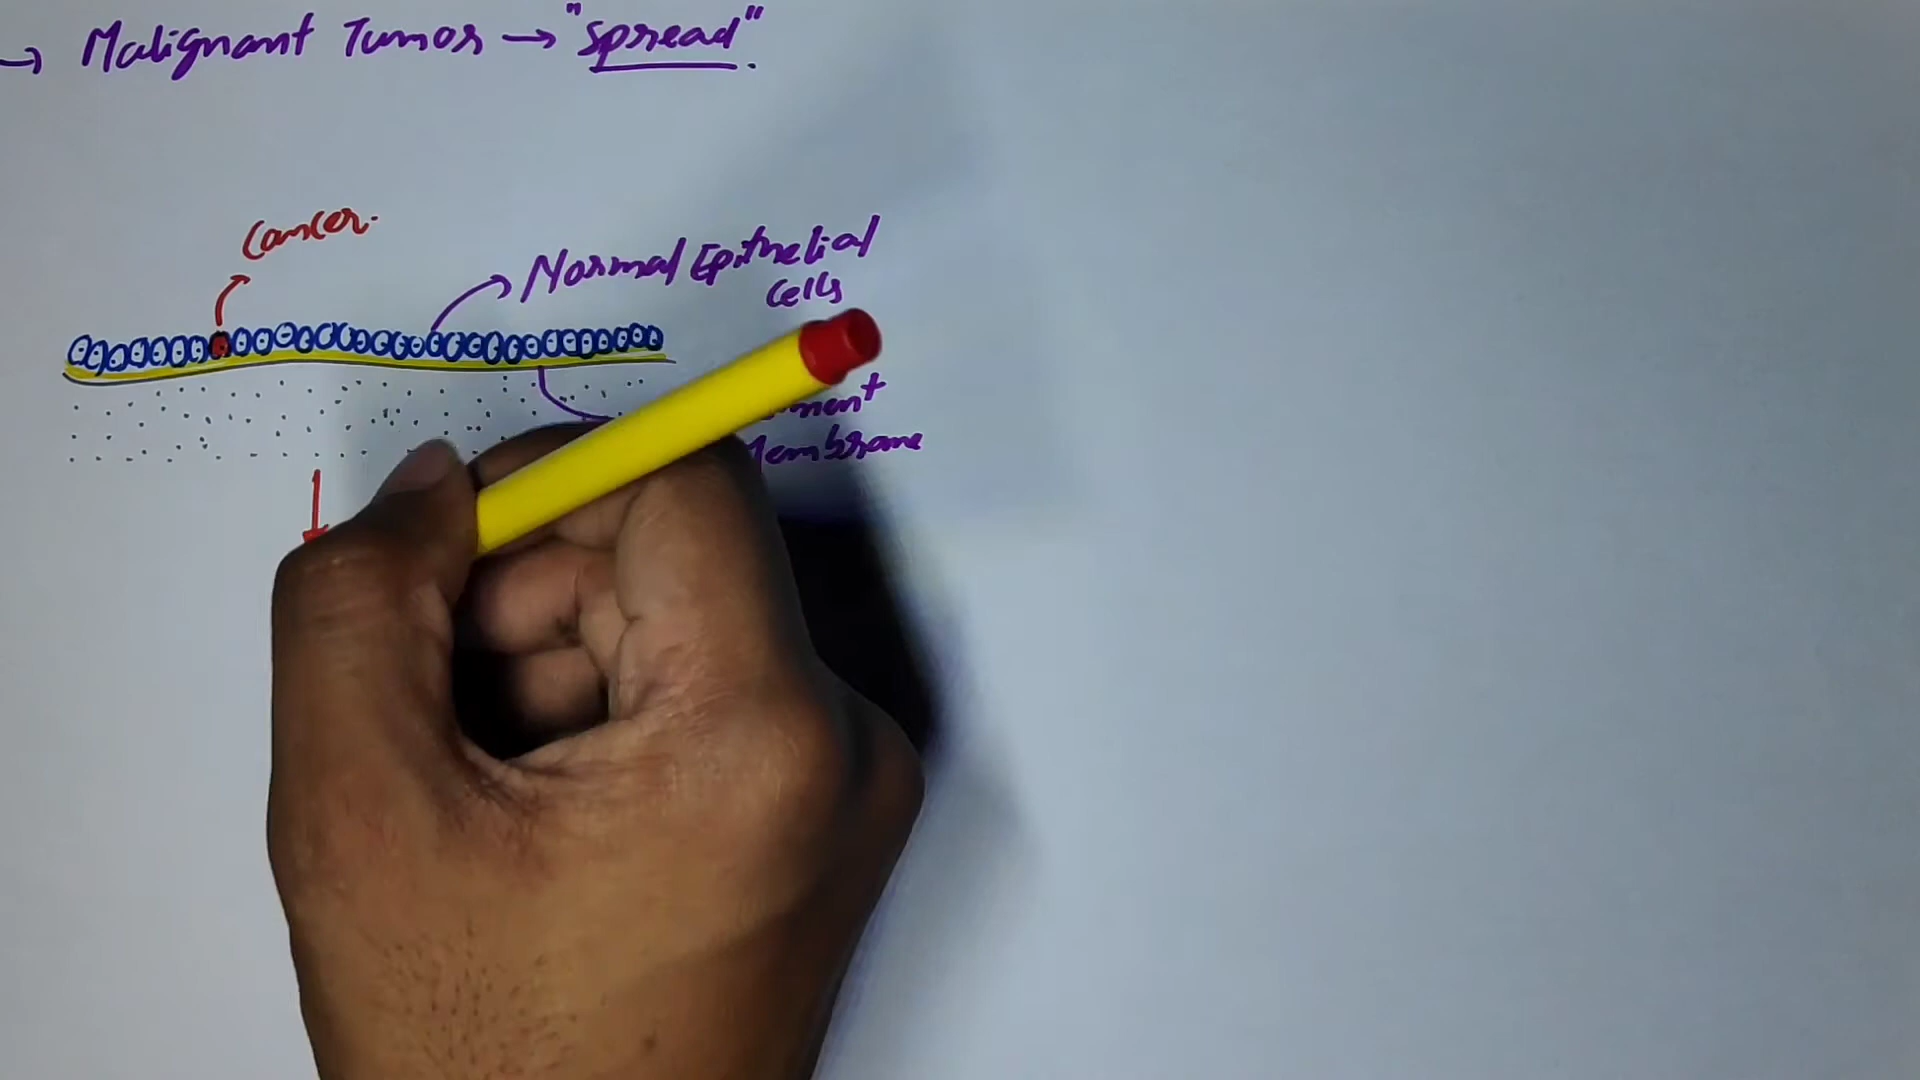 → Malignant Tumor → "spread".
Cancer.
Normal Epithelial
cells
Membrane